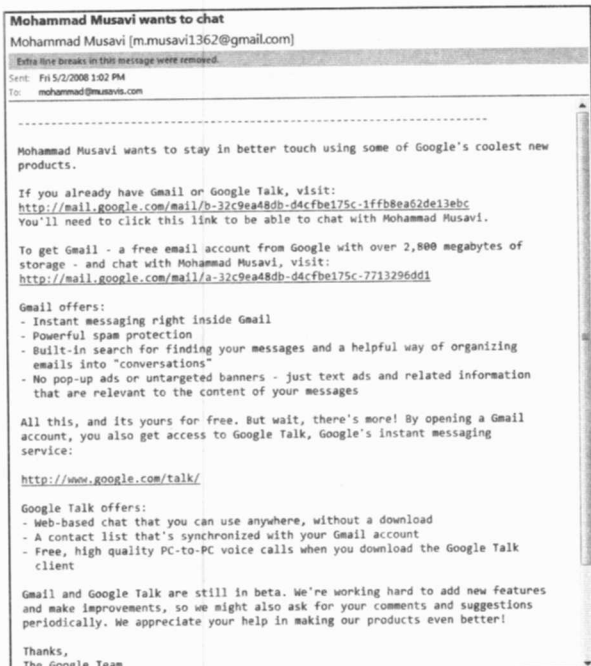 Mohammad Musavi wants to chat
Mohammad Musavi [m.musavi1362@gmail.com]
Extra line breaks in this message were removed.
Sent: Fri 5/2/2008 1:02 PM
To: mohammad@musavis.com
--------------------------------------------------------------------
Mohammad Musavi wants to stay in better touch using some of Google's coolest new
products.
If you already have Gmail or Google Talk, visit:
http://mail.google.com/mail/b-32c9ea48db-d4cfbe175c-1ffb8ea62de13ebc
You'll need to click this link to be able to chat with Mohammad Musavi.
To get Gmail - a free email account from Google with over 2,800 megabytes of
storage - and chat with Mohammad Musavi, visit:
http://mail.google.com/mail/a-32c9ea48db-d4cfbe175c-7713296dd1
Gmail offers:
- Instant messaging right inside Gmail
- Powerful spam protection
- Built-in search for finding your messages and a helpful way of organizing
emails into "conversations"
- No pop-up ads or untargeted banners - just text ads and related information
that are relevant to the content of your messages
All this, and its yours for free. But wait, there's more! By opening a Gmail
account, you also get access to Google Talk, Google's instant messaging
service:
http://www.google.com/talk/
Google Talk offers:
- Web-based chat that you can use anywhere, without a download
- A contact list that's synchronized with your Gmail account
- Free, high quality PC-to-PC voice calls when you download the Google Talk
client
Gmail and Google Talk are still in beta. We're working hard to add new features
and make improvements, so we might also ask for your comments and suggestions
periodically. We appreciate your help in making our products even better!
Thanks,
The Google Team